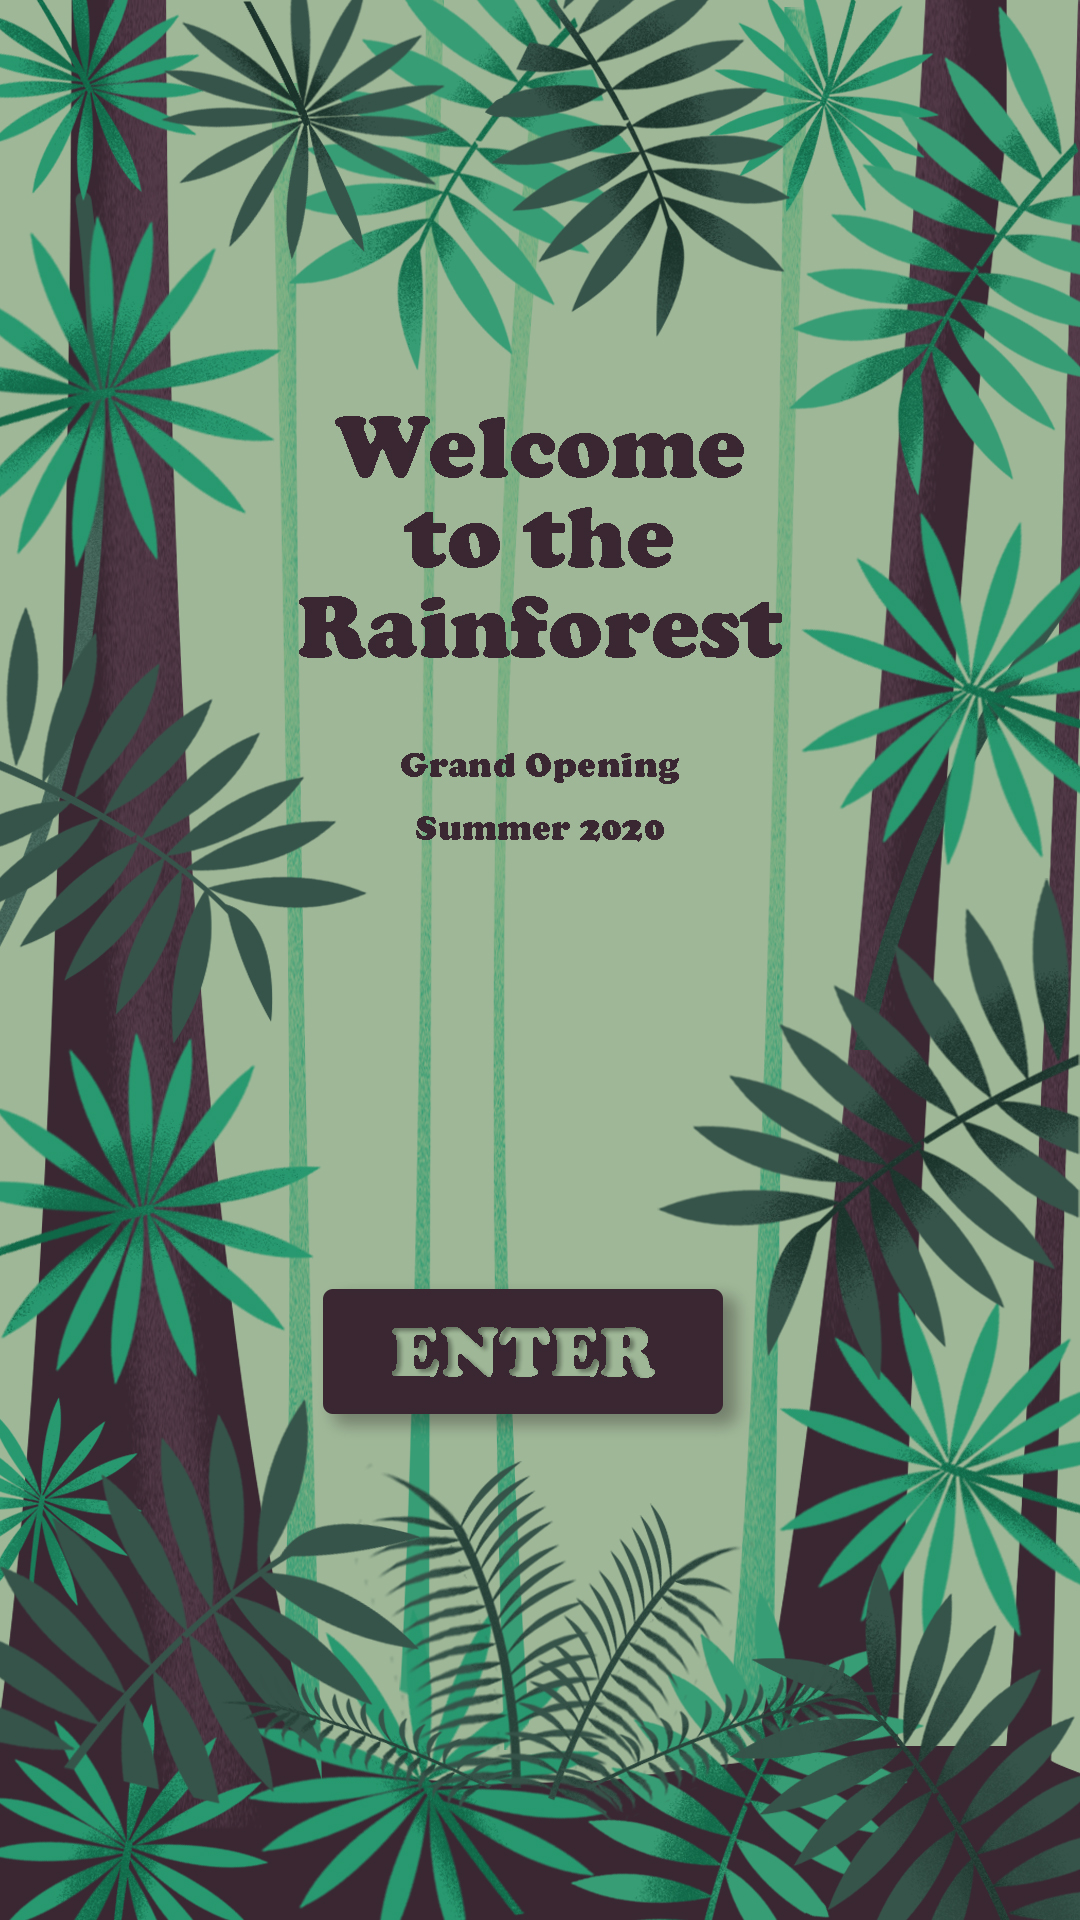 Welcome
to the
Rainforest
Grand Opening
Summer 2020
ENTER